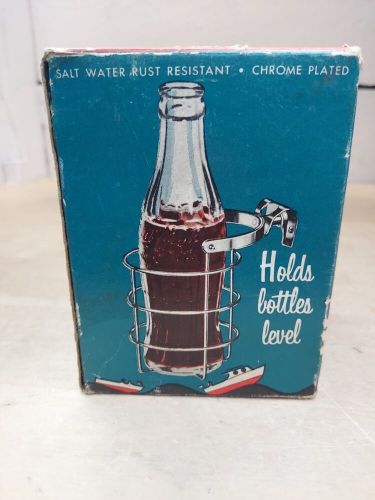 SALT WATER RUST RESISTANT • CHROME PLATED
Holds
bottles
level